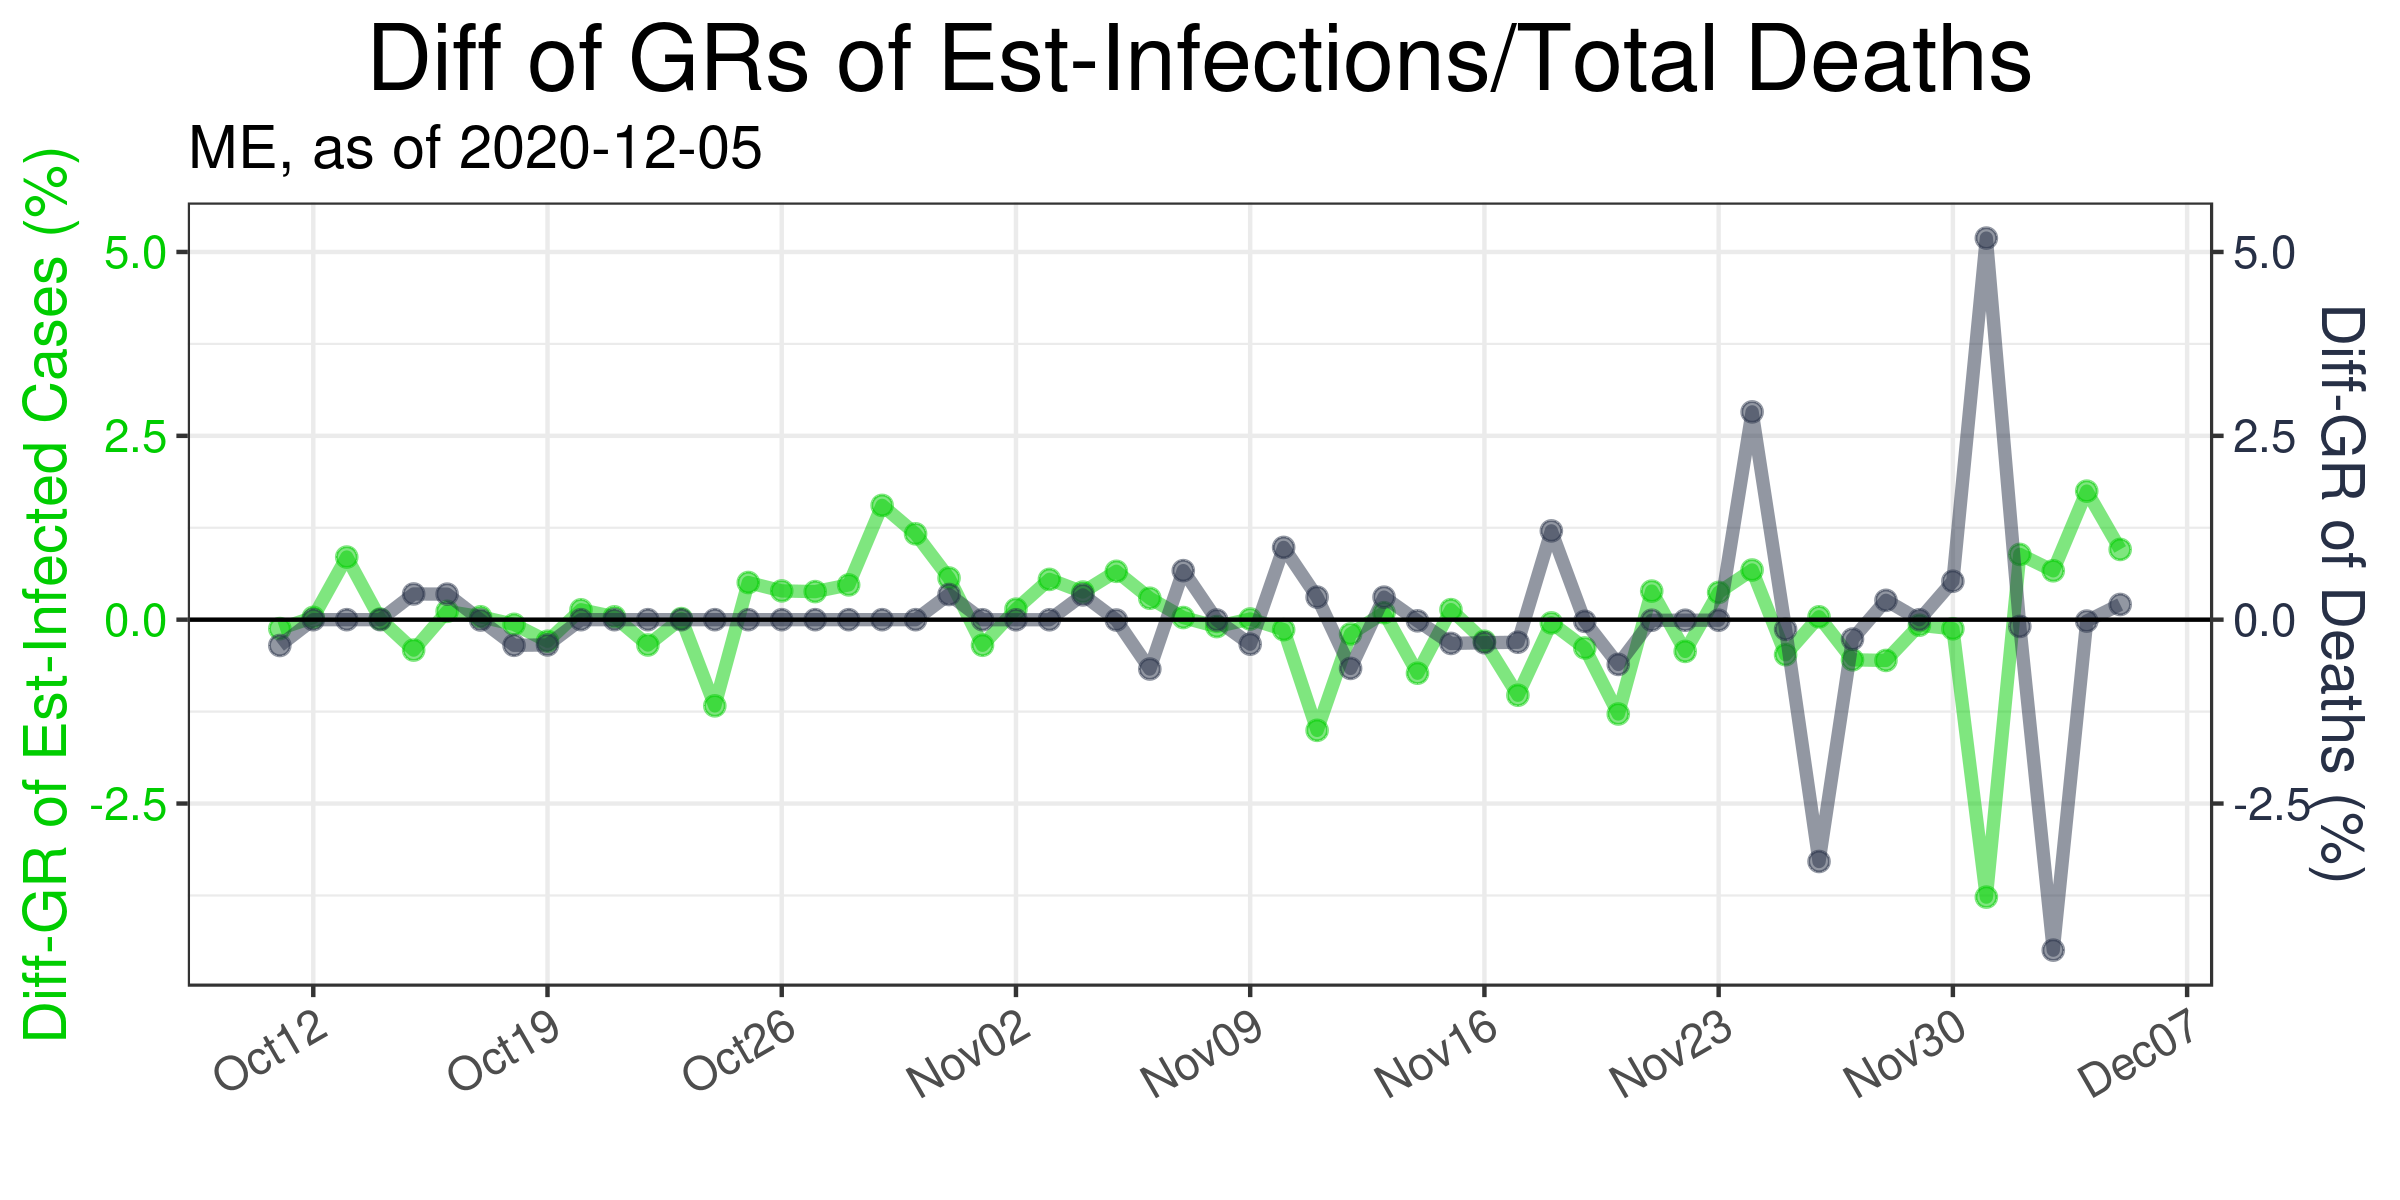 Diff of GRs of Est-Infections/Total Deaths
ME, as of 2020-12-05
Diff-GR of Est-Infected Cases (%)
5.0
2.5
0.0
-2.5
5.0
2.5
0.0
-2.5
Diff-GR of Deaths (%)
Oct12
Oct19
Oct26
Nov02
Nov09
Nov16
Nov23
Nov30
Dec07